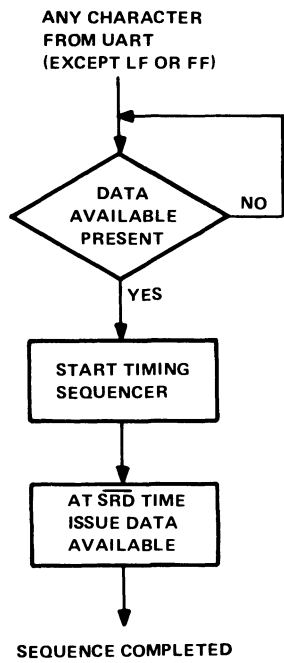 ANY CHARACTER
FROM UART
(EXCEPT LF OR FF)
DATA
AVAILABLE
PRESENT
NO
YES
START TIMING
SEQUENCER
AT S̅R̅D̅ TIME
ISSUE DATA
AVAILABLE
SEQUENCE COMPLETED